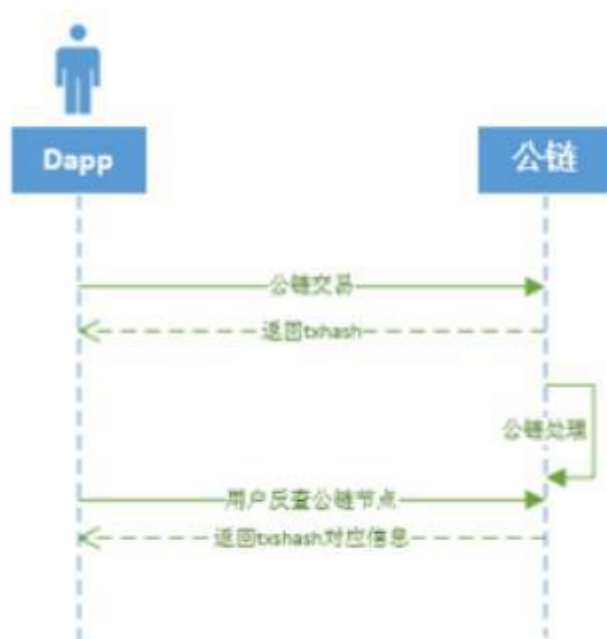 Dapp
公链
公链交易
返回txhash
公链处理
用户反查公链节点
返回txshash对应信息